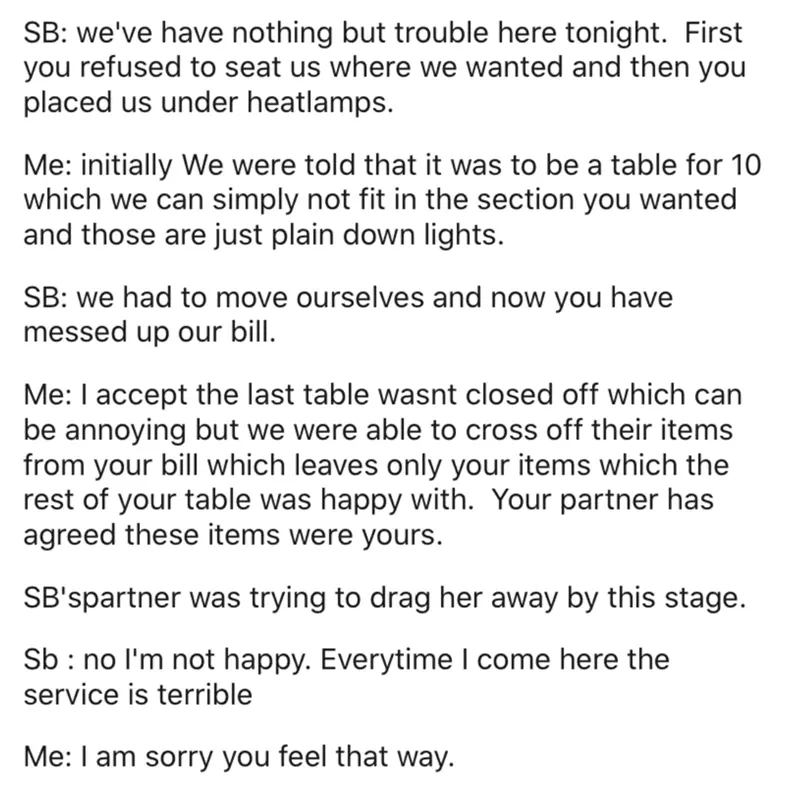 SB: we've have nothing but trouble here tonight.  First
you refused to seat us where we wanted and then you
placed us under heatlamps.
Me: initially We were told that it was to be a table for 10
which we can simply not fit in the section you wanted
and those are just plain down lights.
SB: we had to move ourselves and now you have
messed up our bill.
Me: I accept the last table wasnt closed off which can
be annoying but we were able to cross off their items
from your bill which leaves only your items which the
rest of your table was happy with.  Your partner has
agreed these items were yours.
SB'spartner was trying to drag her away by this stage.
Sb : no I'm not happy. Everytime I come here the
service is terrible
Me: I am sorry you feel that way.